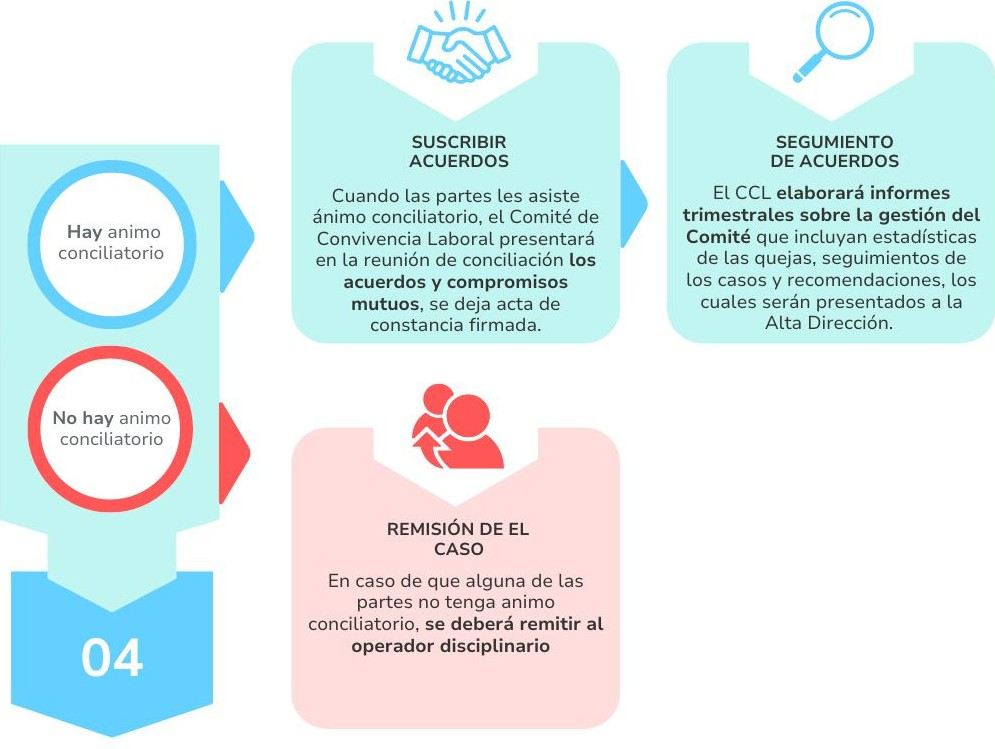 Hay animo
conciliatorio
SUSCRIBIR
ACUERDOS
Cuando las partes les asiste
ánimo conciliatorio, el Comité de
Convivencia Laboral presentará
en la reunión de conciliación los
acuerdos y compromisos
mutuos, se deja acta de
constancia firmada.
SEGUMIENTO
DE ACUERDOS
El CCL elaborará informes
trimestrales sobre la gestión del
Comité que incluyan estadísticas
de las quejas, seguimientos de
los casos y recomendaciones, los
cuales serán presentados a la
Alta Dirección.
No hay animo
conciliatorio
REMISIÓN DE EL
CASO
En caso de que alguna de las
partes no tenga animo
conciliatorio, se deberá remitir al
operador disciplinario
04